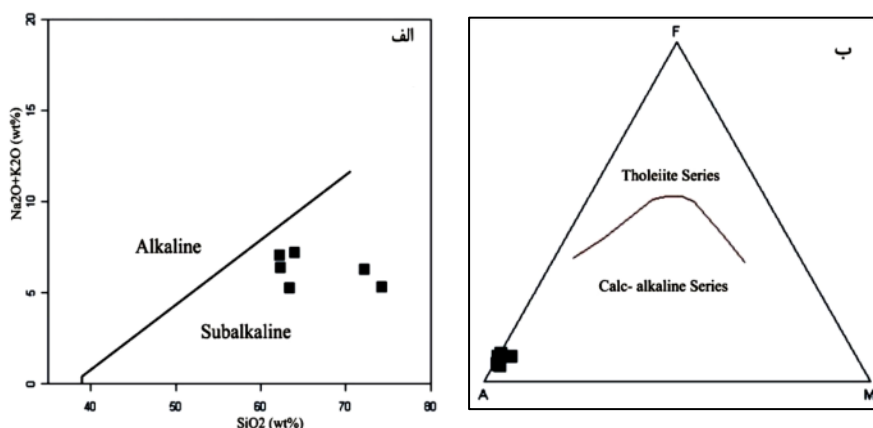 الف
20
15
10
5
0
Na2O+K2O (wt%)
Alkaline
Subalkaline
40 50 60 70 80
SiO2 (wt%)
ب
F
Tholeiite Series
Calc- alkaline Series
A M